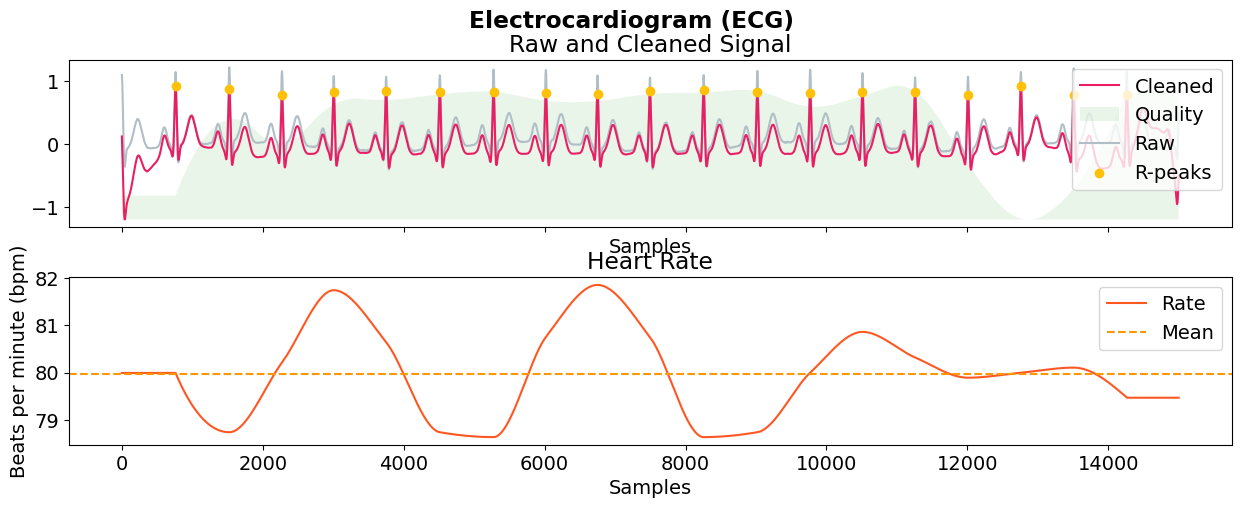 Electrocardiogram (ECG)
Raw and Cleaned Signal
1
0
−1
Cleaned
Quality
Raw
R-peaks
Samples
Heart Rate
Beats per minute (bpm)
82
81
80
79
Rate
Mean
0 2000 4000 6000 8000 10000 12000 14000
Samples